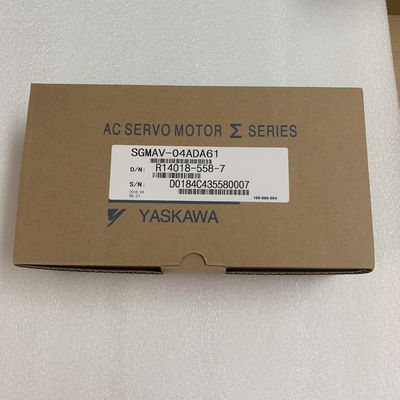 AC SERVO MOTOR Σ SERIES
SGMAV-04ADA61
O/N: R14018-558-7
S/N: D0184C435580007
YASKAWA